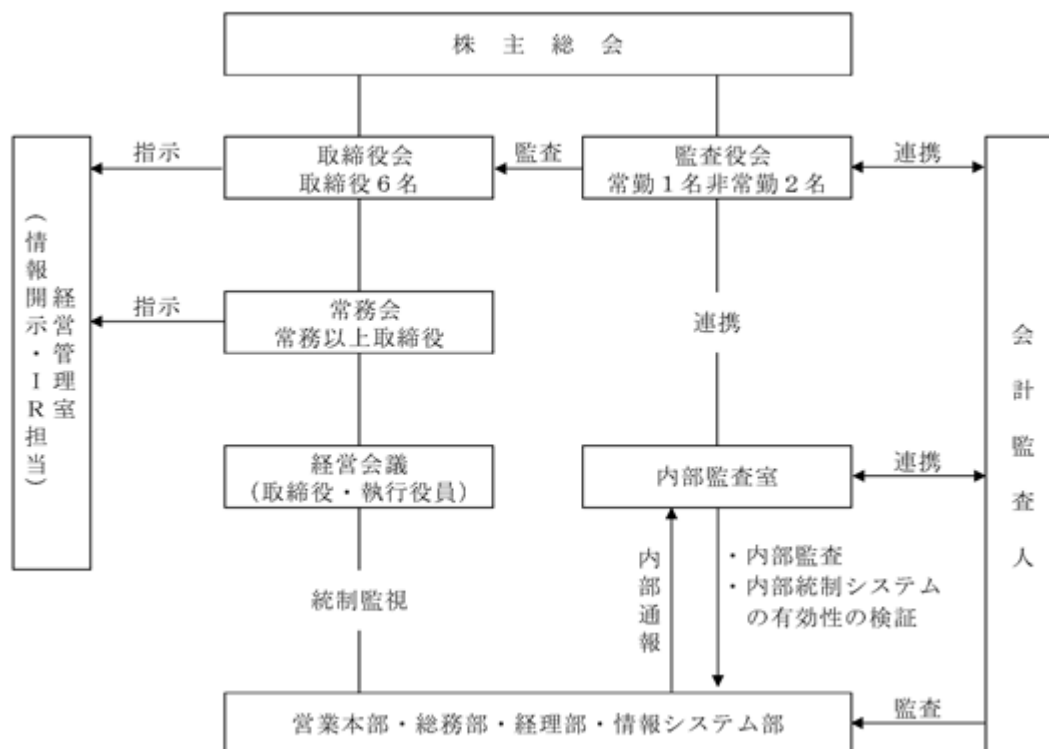 株主総会
指示
取締役会
取締役6名
監査
監査役会
常勤1名非常勤2名
連携
経営管理室
(情報開示・IR担当)
指示
常務会
常務以上取締役
連携
会計監査人
経営会議
(取締役・執行役員)
内部監査室
連携
統制監視
内部通報
・内部監査
・内部統制システム
の有効性の検証
営業本部・総務部・経理部・情報システム部
監査